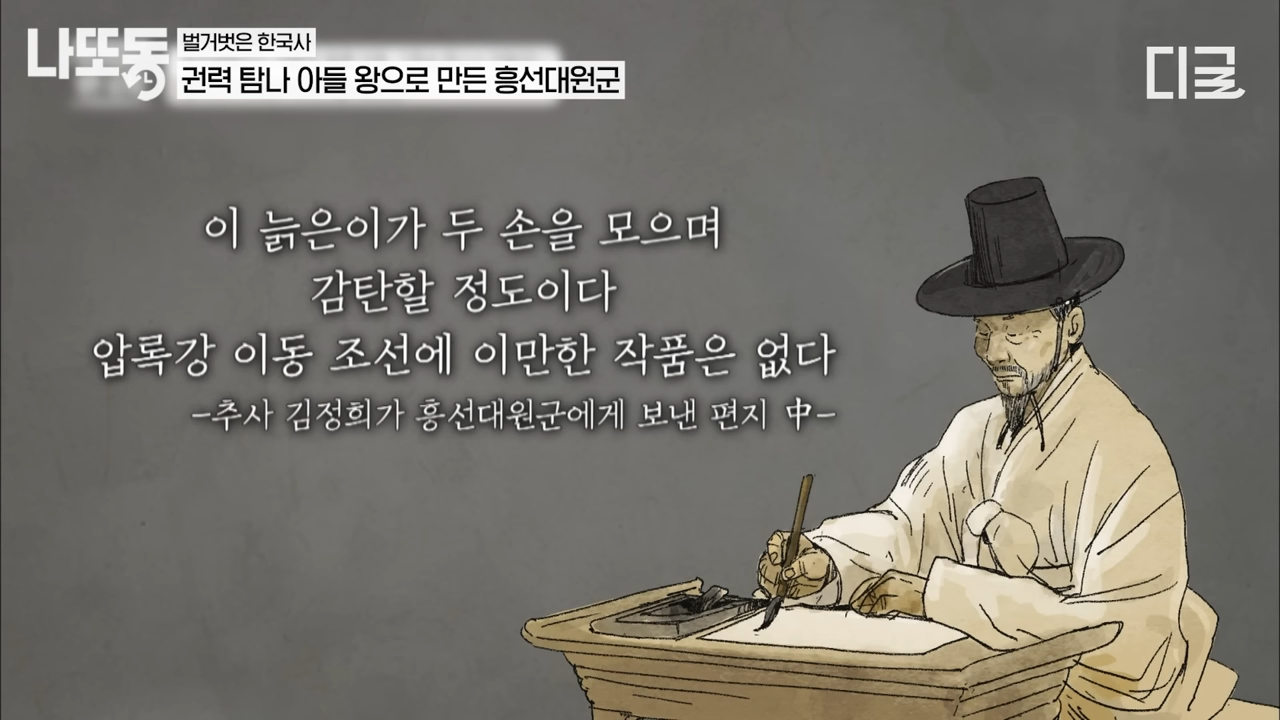 나또동
벌거벗은 한국사
권력 탐나 아들 왕으로 만든 흥선대원군
디글
이 늙은이가 두 손을 모으며
감탄할 정도이다
압록강 이동 조선에 이만한 작품은 없다
-추사 김정희가 흥선대원군에게 보낸 편지 中-